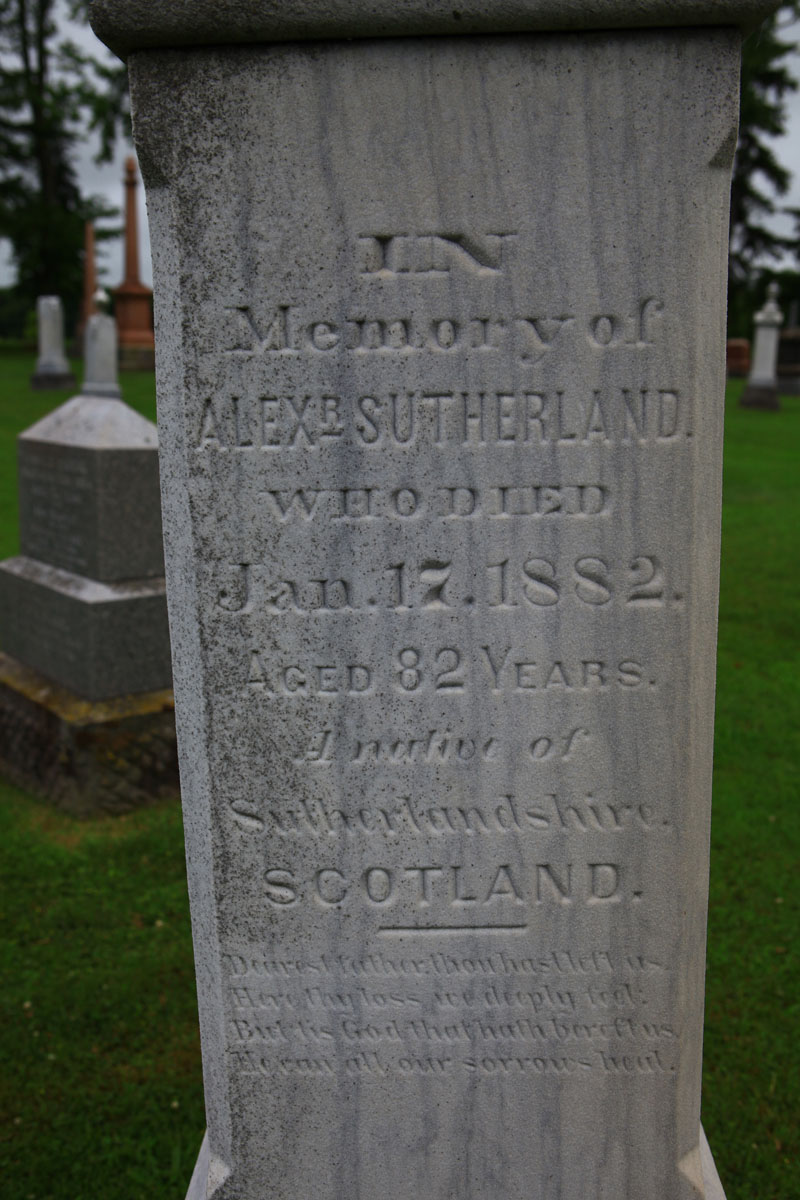 IN
Memory of
ALEXR SUTHERLAND.
WHO DIED
Jan. 17. 1882.
AGED 82 YEARS.
A native of
Sutherlandshire.
SCOTLAND.
Dearest father, thou hast left us.
Here thy loss we deeply feel:
But tis God that hath bereft us.
He can all our sorrows heal.